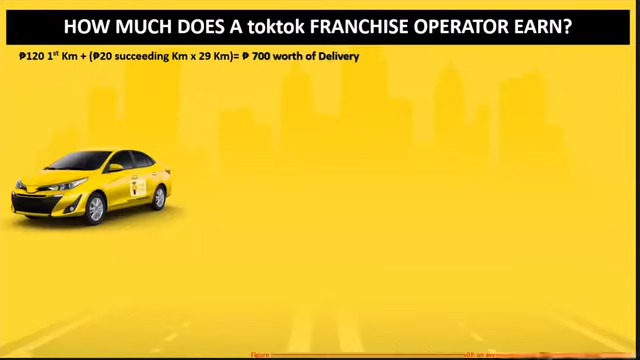 HOW MUCH DOES A toktok FRANCHISE OPERATOR EARN?
₱120 1st Km + (₱20 succeeding Km x 29 Km)= ₱ 700 worth of Delivery
Figure with an